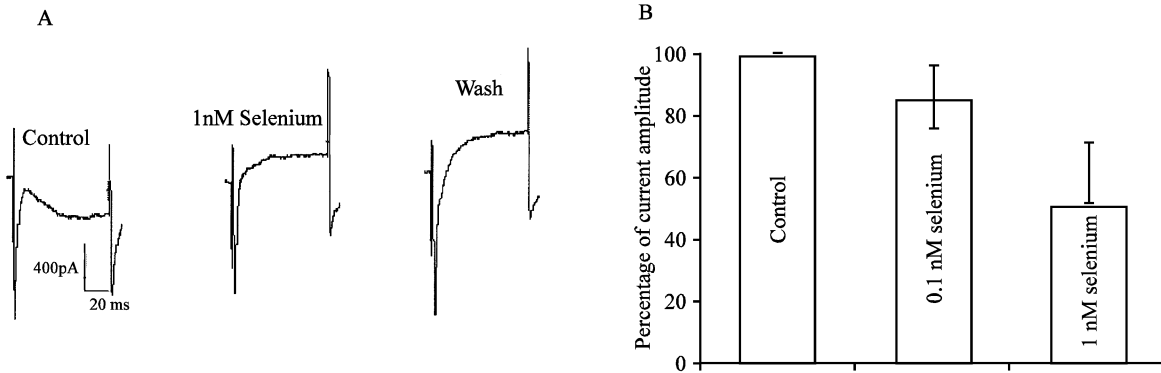 A
Control
400pA
20 ms
1nM Selenium
Wash
B
Percentage of current amplitude
100
80
60
40
20
0
Control
0.1 nM selenium
1 nM selenium